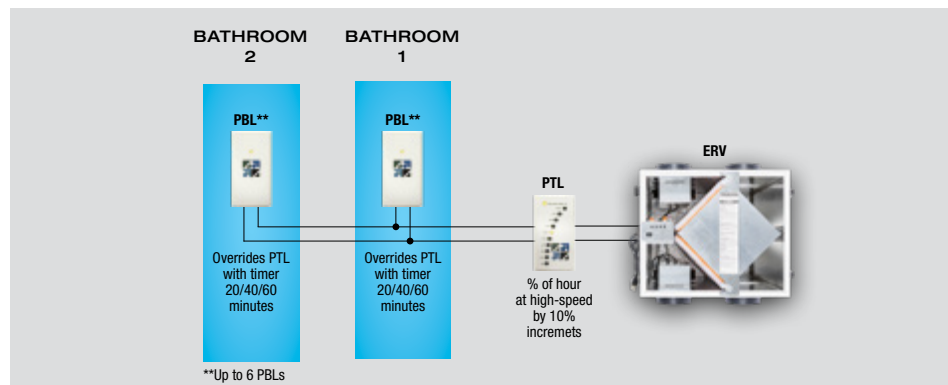 BATHROOM
2
BATHROOM
1
PBL**
PBL**
ERV
PTL
Overrides PTL
with timer
20/40/60
minutes
Overrides PTL
with timer
20/40/60
minutes
% of hour
at high-speed
by 10%
incremets
**Up to 6 PBLs